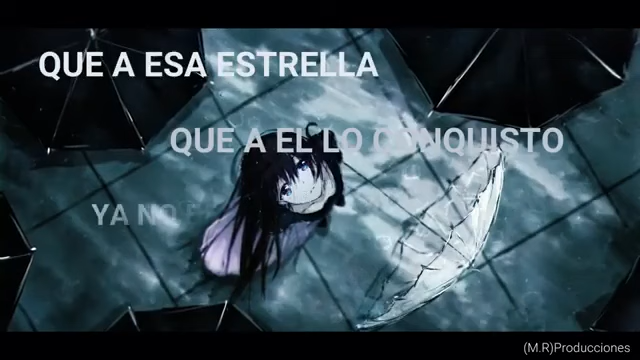 QUE A ESA ESTRELLA
QUE A EL LO CONQUISTO
YA NO
(M.R)Producciones